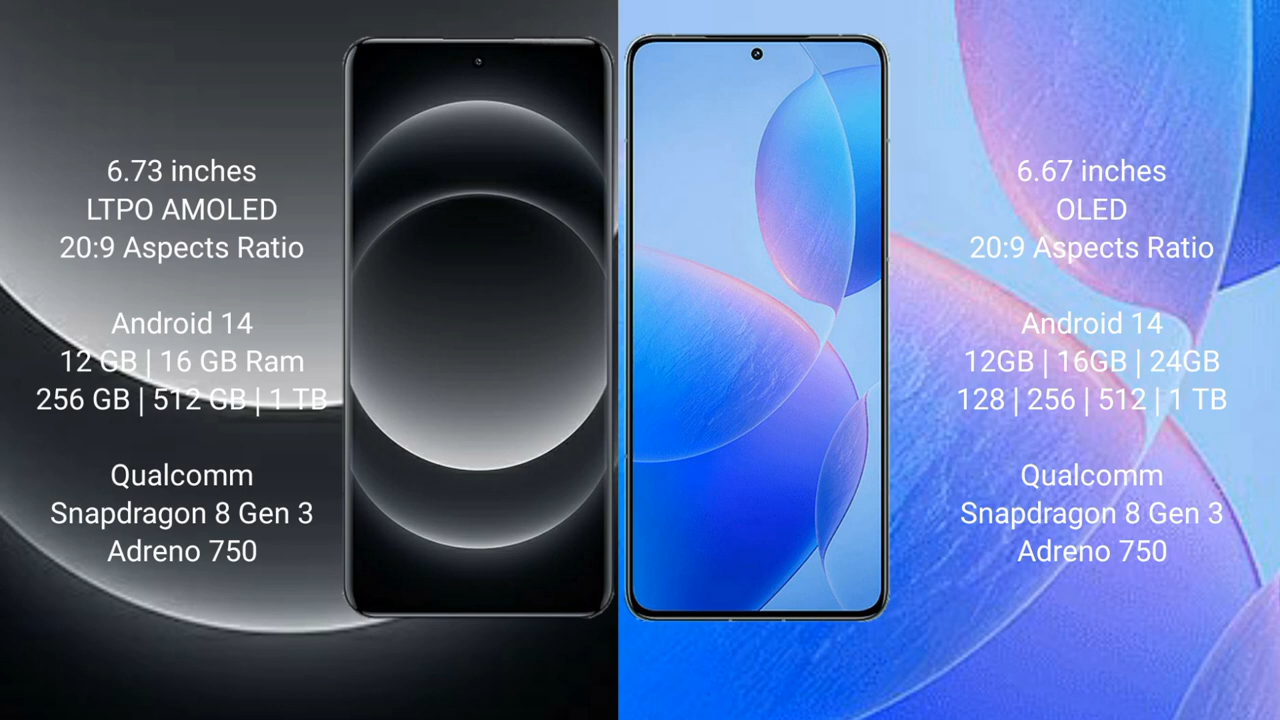 6.73 inches
LTPO AMOLED
20:9 Aspects Ratio
Android 14
12 GB | 16 GB Ram
256 GB | 512 GB | 1 TB
Qualcomm
Snapdragon 8 Gen 3
Adreno 750
6.67 inches
OLED
20:9 Aspects Ratio
Android 14
12GB | 16GB | 24GB
128 | 256 | 512 | 1 TB
Qualcomm
Snapdragon 8 Gen 3
Adreno 750